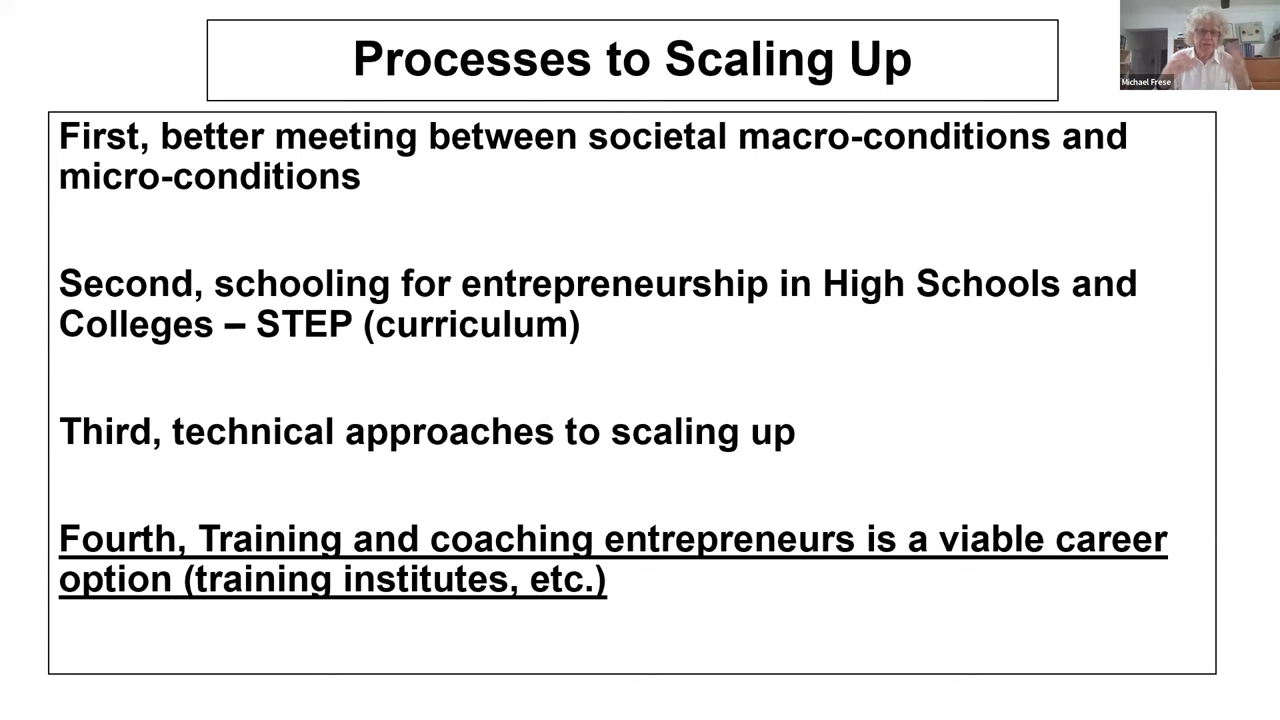 Processes to Scaling Up
Michael Frese
First, better meeting between societal macro-conditions and
micro-conditions
Second, schooling for entrepreneurship in High Schools and
Colleges – STEP (curriculum)
Third, technical approaches to scaling up
Fourth, Training and coaching entrepreneurs is a viable career
option (training institutes, etc.)